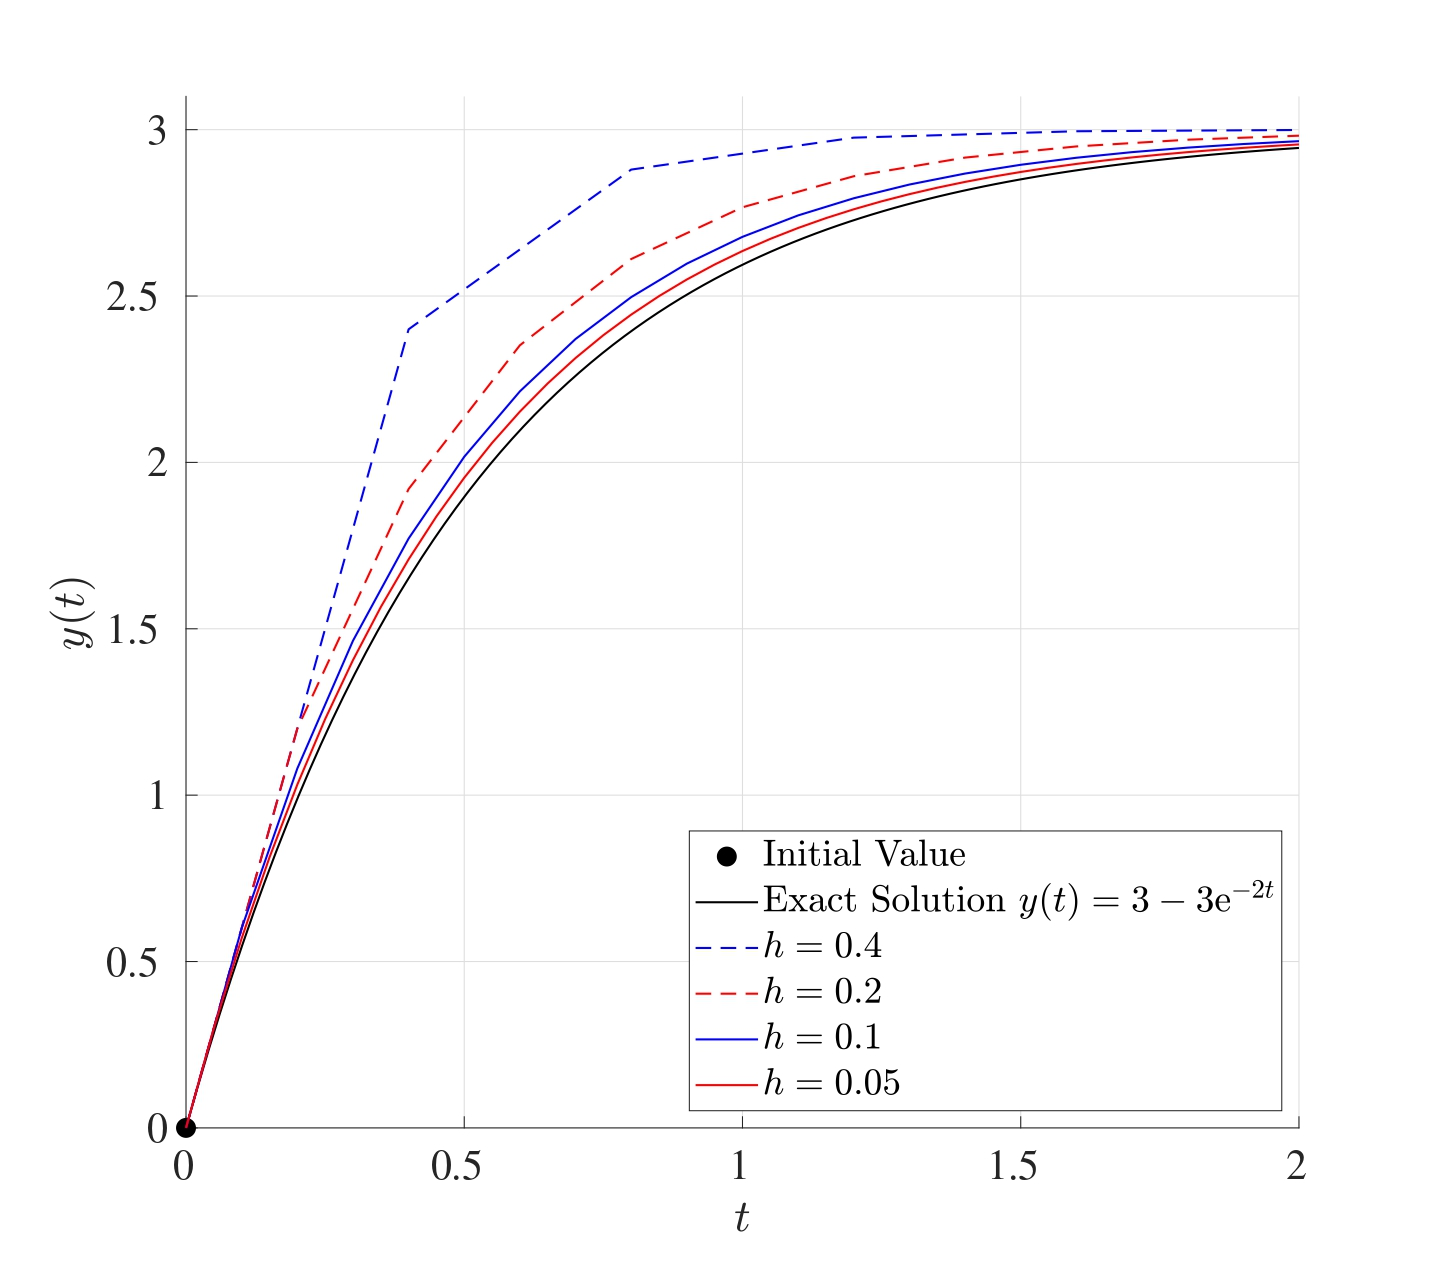 3
2.5
2
1.5
1
0.5
0
y(t)
Initial Value
Exact Solution y(t) = 3 − 3e^{−2t}
h = 0.4
h = 0.2
h = 0.1
h = 0.05
0 0.5 1 1.5 2
t